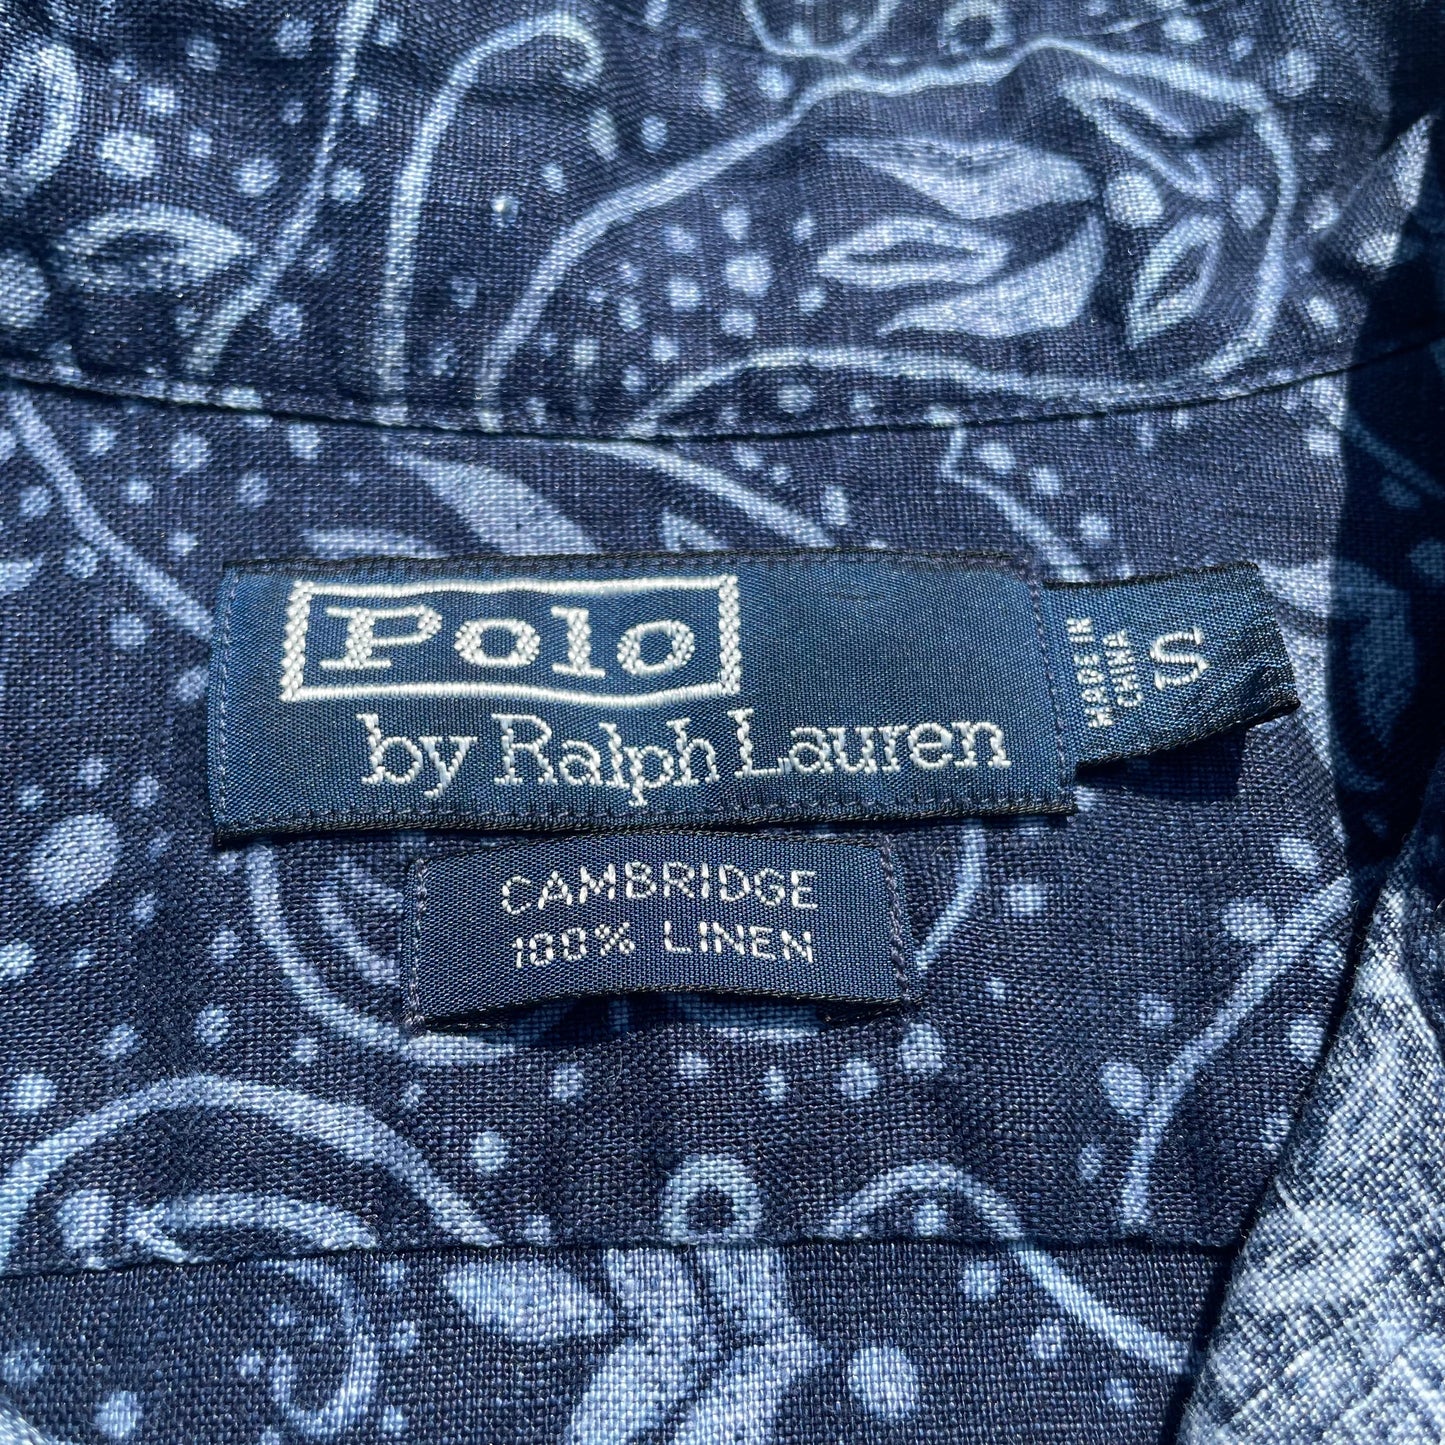 Polo
by Ralph Lauren
MADE IN
CHINA
S
CAMBRIDGE
100% LINEN